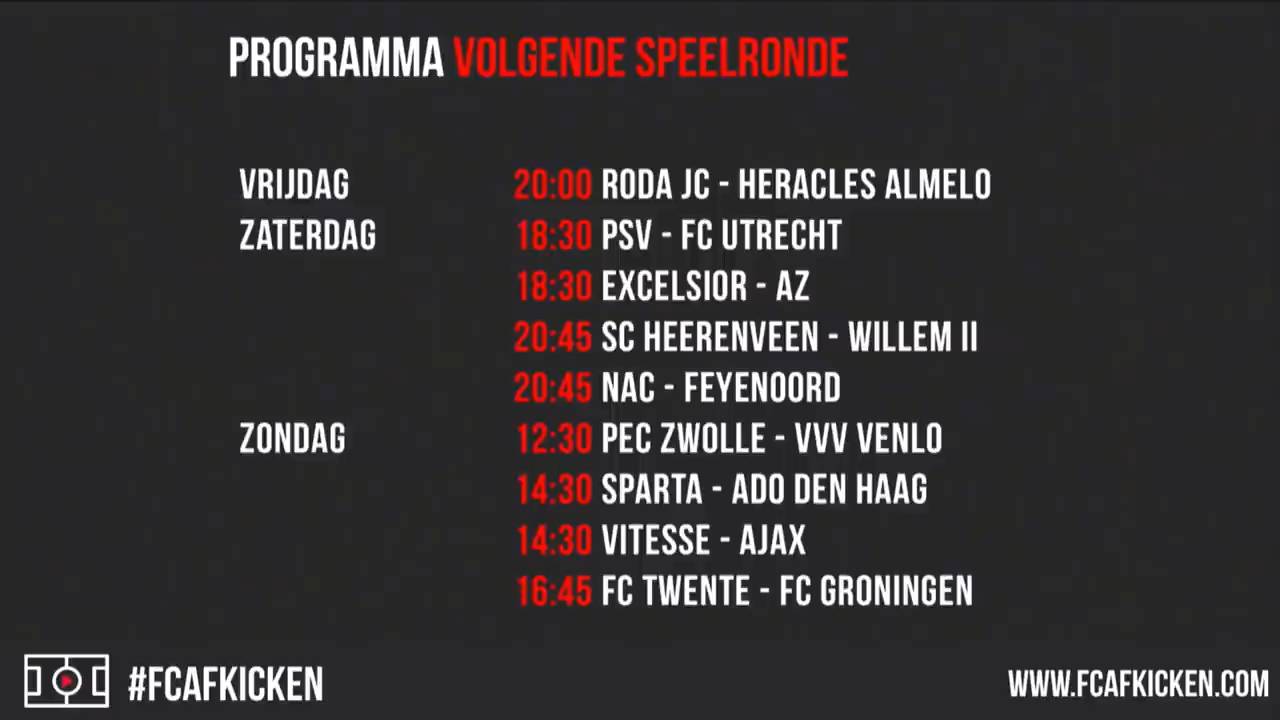 PROGRAMMA VOLGENDE SPEELRONDE
VRIJDAG 20:00 RODA JC - HERACLES ALMELO
ZATERDAG 18:30 PSV - FC UTRECHT
18:30 EXCELSIOR - AZ
20:45 SC HEERENVEEN - WILLEM II
20:45 NAC - FEYENOORD
ZONDAG 12:30 PEC ZWOLLE - VVV VENLO
14:30 SPARTA - ADO DEN HAAG
14:30 VITESSE - AJAX
16:45 FC TWENTE - FC GRONINGEN
#FCAFKICKEN WWW.FCAFKICKEN.COM